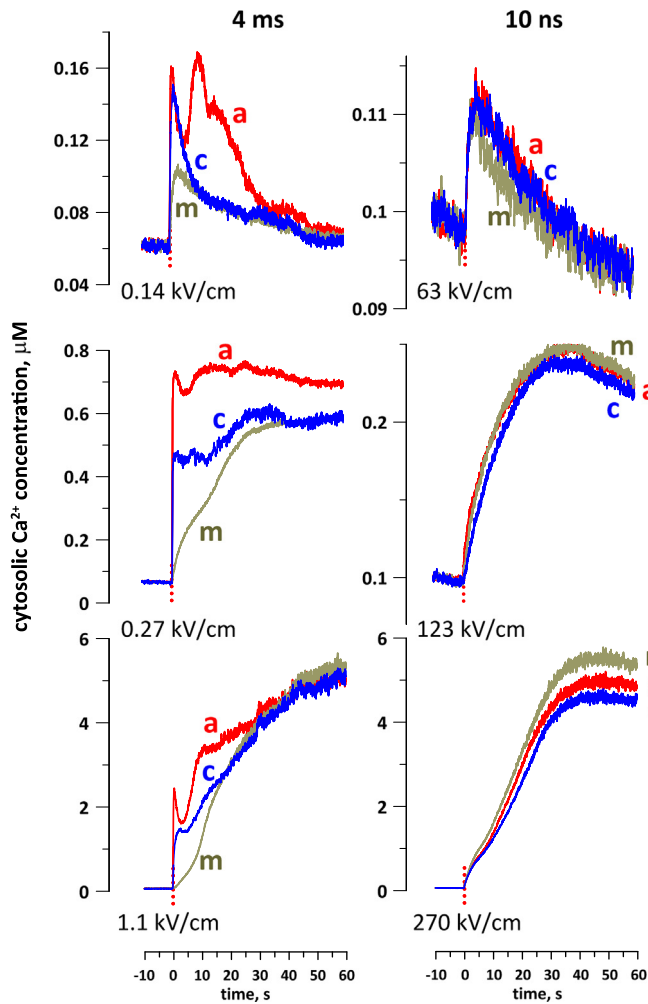 4 ms
10 ns
cytosolic Ca²⁺ concentration, μM
0.16
0.12
0.08
0.04
a
c
m
0.14 kV/cm
0.11
0.1
0.09
a
c
m
63 kV/cm
0.8
0.6
0.4
0.2
0
a
c
m
0.27 kV/cm
0.2
0.1
m
a
c
123 kV/cm
6
4
2
0
a
c
m
1.1 kV/cm
6
4
2
0
270 kV/cm
-10 0 10 20 30 40 50 60
time, s
-10 0 10 20 30 40 50 60
time, s